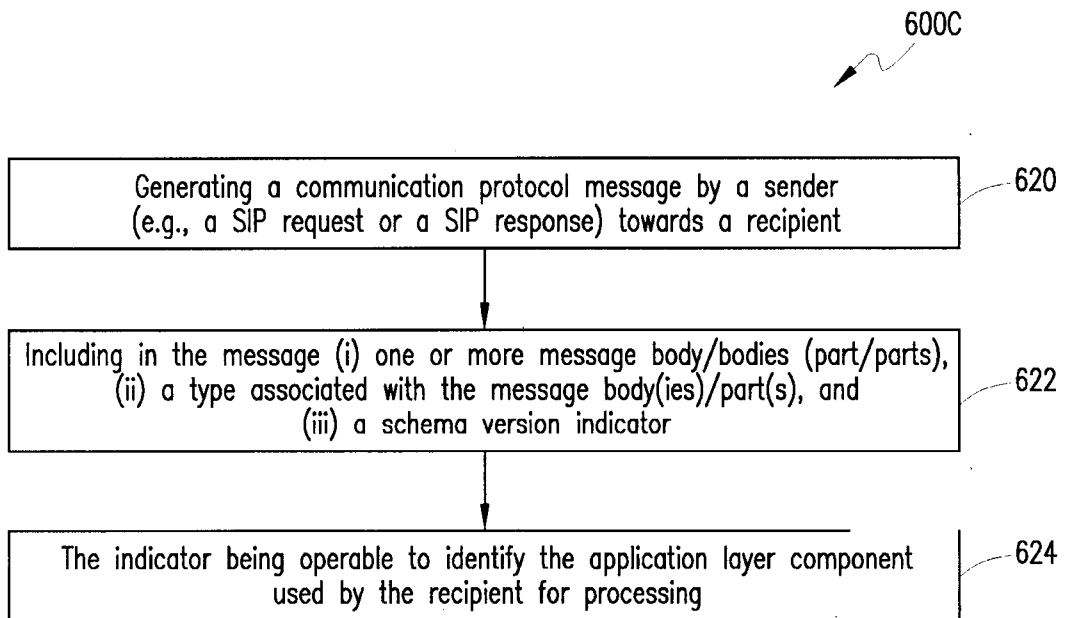 600C
Generating a communication protocol message by a sender
(e.g., a SIP request or a SIP response) towards a recipient
620
Including in the message (i) one or more message body/bodies (part/parts),
(ii) a type associated with the message body(ies)/part(s), and
(iii) a schema version indicator
622
The indicator being operable to identify the application layer component
used by the recipient for processing
624